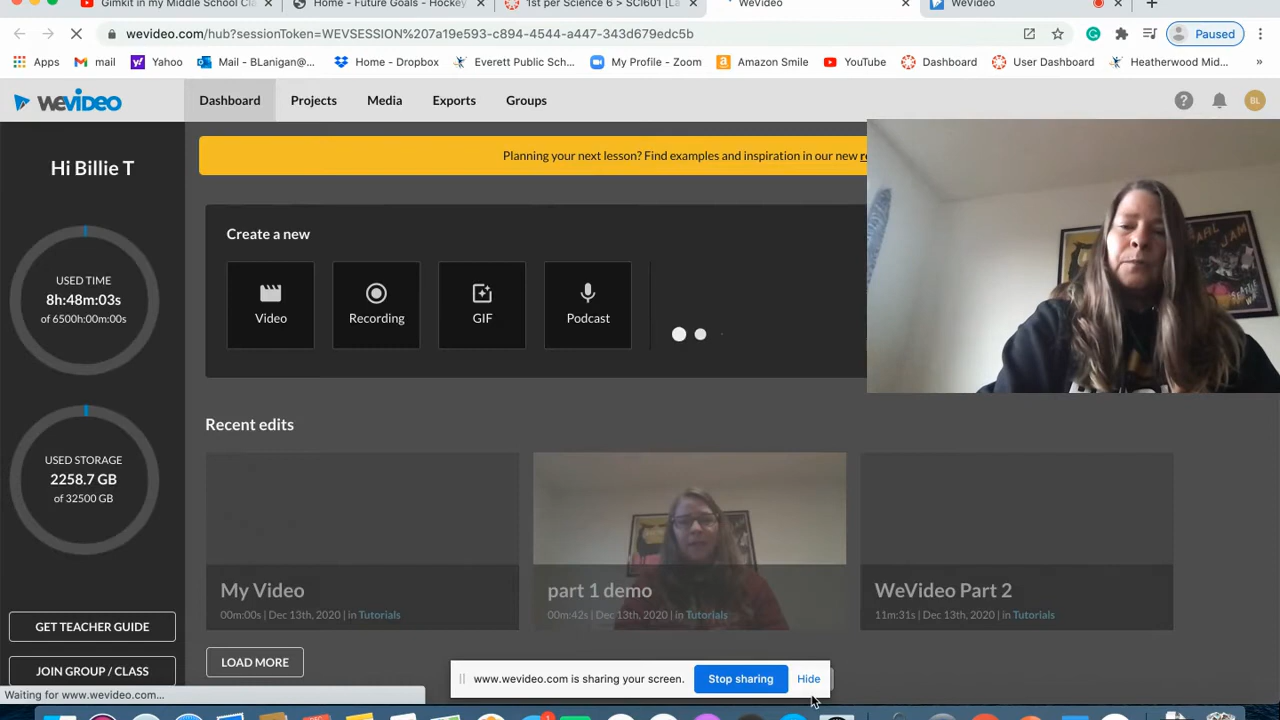 Gimkit in my Middle School Cl
Home - Future Goals - Hockey
1st per Science 6 > SCI601 [La
WeVideo
WeVideo
wevideo.com/hub?sessionToken=WEVSESSION%207a19e593-c894-4544-a447-343d679edc5b
Paused
Apps
mail
Yahoo
Mail - BLanigan@...
Home - Dropbox
Everett Public Sch...
My Profile - Zoom
Amazon Smile
YouTube
Dashboard
User Dashboard
Heatherwood Mid...
»
wevideo
Dashboard
Projects
Media
Exports
Groups
BL
Hi Billie T
Planning your next lesson? Find examples and inspiration in our new
USED TIME
8h:48m:03s
of 6500h:00m:00s
Create a new
Video
Recording
GIF
Podcast
PEARL JAM
SEATTLE
USED STORAGE
2258.7 GB
of 32500 GB
Recent edits
My Video
00m:00s | Dec 13th, 2020 | in Tutorials
part 1 demo
00m:42s | Dec 13th, 2020 | in Tutorials
WeVideo Part 2
11m:31s | Dec 13th, 2020 | in Tutorials
GET TEACHER GUIDE
JOIN GROUP / CLASS
LOAD MORE
www.wevideo.com is sharing your screen.
Stop sharing
Hide
Waiting for www.wevideo.com...